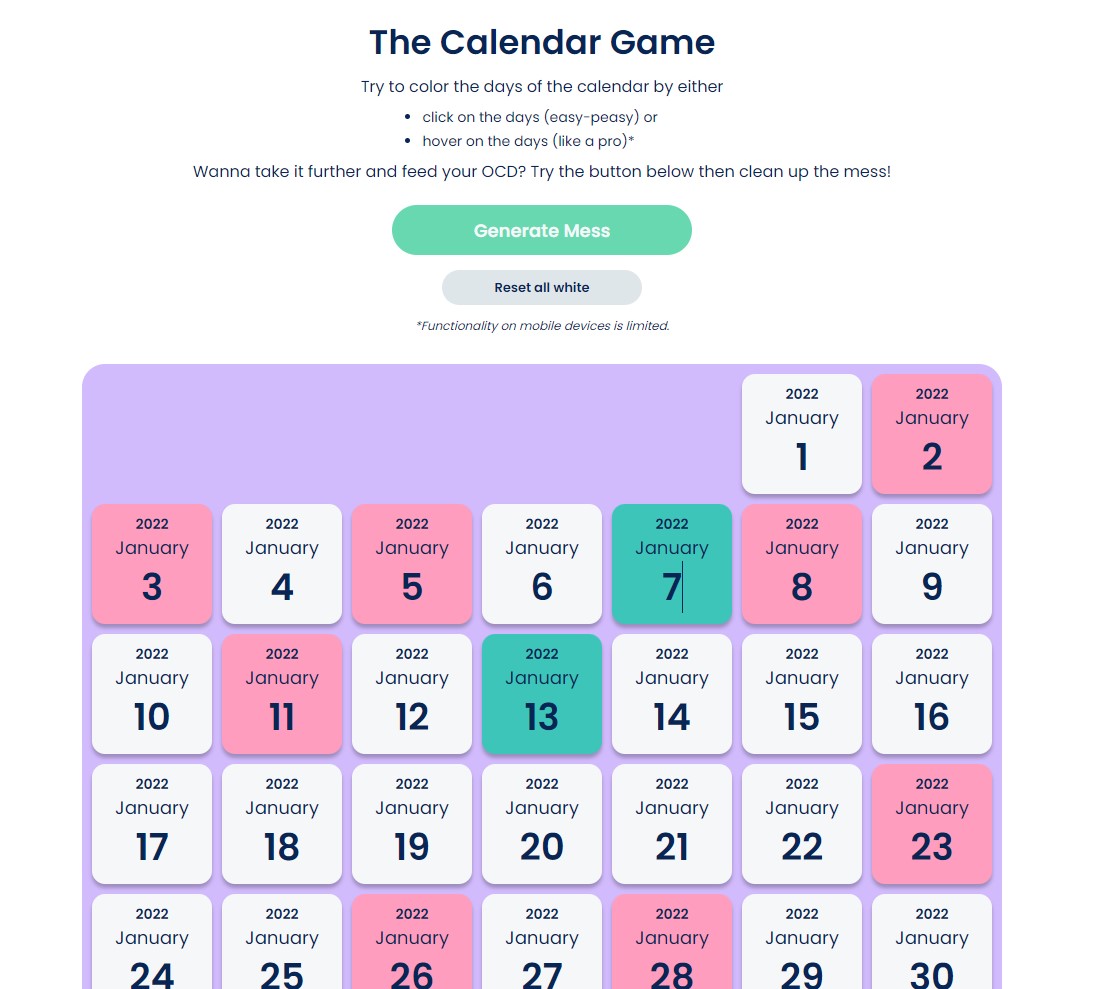 The Calendar Game
Try to color the days of the calendar by either
• click on the days (easy-peasy) or
• hover on the days (like a pro)*
Wanna take it further and feed your OCD? Try the button below then clean up the mess!
Generate Mess
Reset all white
*Functionality on mobile devices is limited.
2022
January
1
2022
January
2
2022
January
3
2022
January
4
2022
January
5
2022
January
6
2022
January
7
2022
January
8
2022
January
9
2022
January
10
2022
January
11
2022
January
12
2022
January
13
2022
January
14
2022
January
15
2022
January
16
2022
January
17
2022
January
18
2022
January
19
2022
January
20
2022
January
21
2022
January
22
2022
January
23
2022
January
24
2022
January
25
2022
January
26
2022
January
27
2022
January
28
2022
January
29
2022
January
30